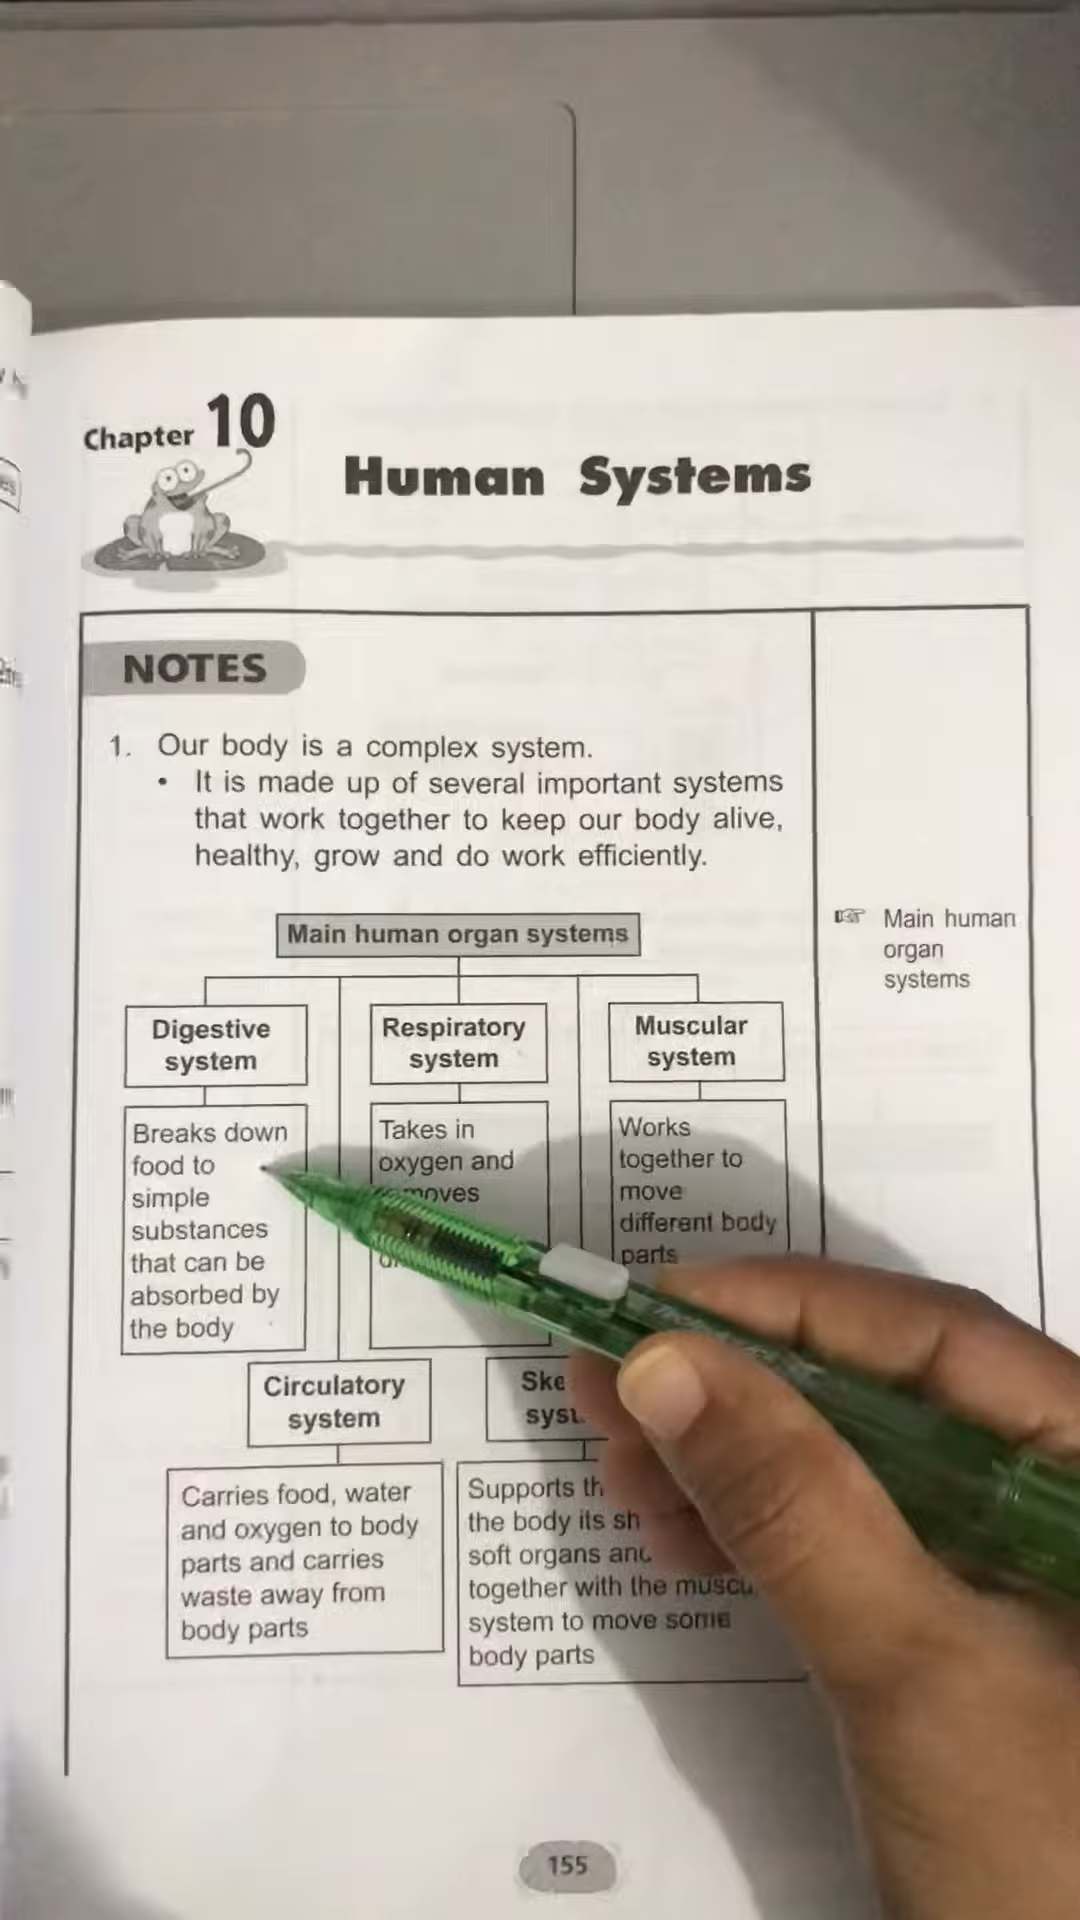 Chapter 10
Human Systems
NOTES
1. Our body is a complex system.
• It is made up of several important systems
that work together to keep our body alive,
healthy, grow and do work efficiently.
Main human organ systems
Main human
organ
systems
Digestive
system
Breaks down
food to
simple
substances
that can be
absorbed by
the body
Respiratory
system
Takes in
oxygen and
Muscular
system
Works
together to
move
different body
parts
Circulatory
system
Carries food, water
and oxygen to body
parts and carries
waste away from
body parts
Supports
the body its
soft organs
together with the
system to move some
body parts
155